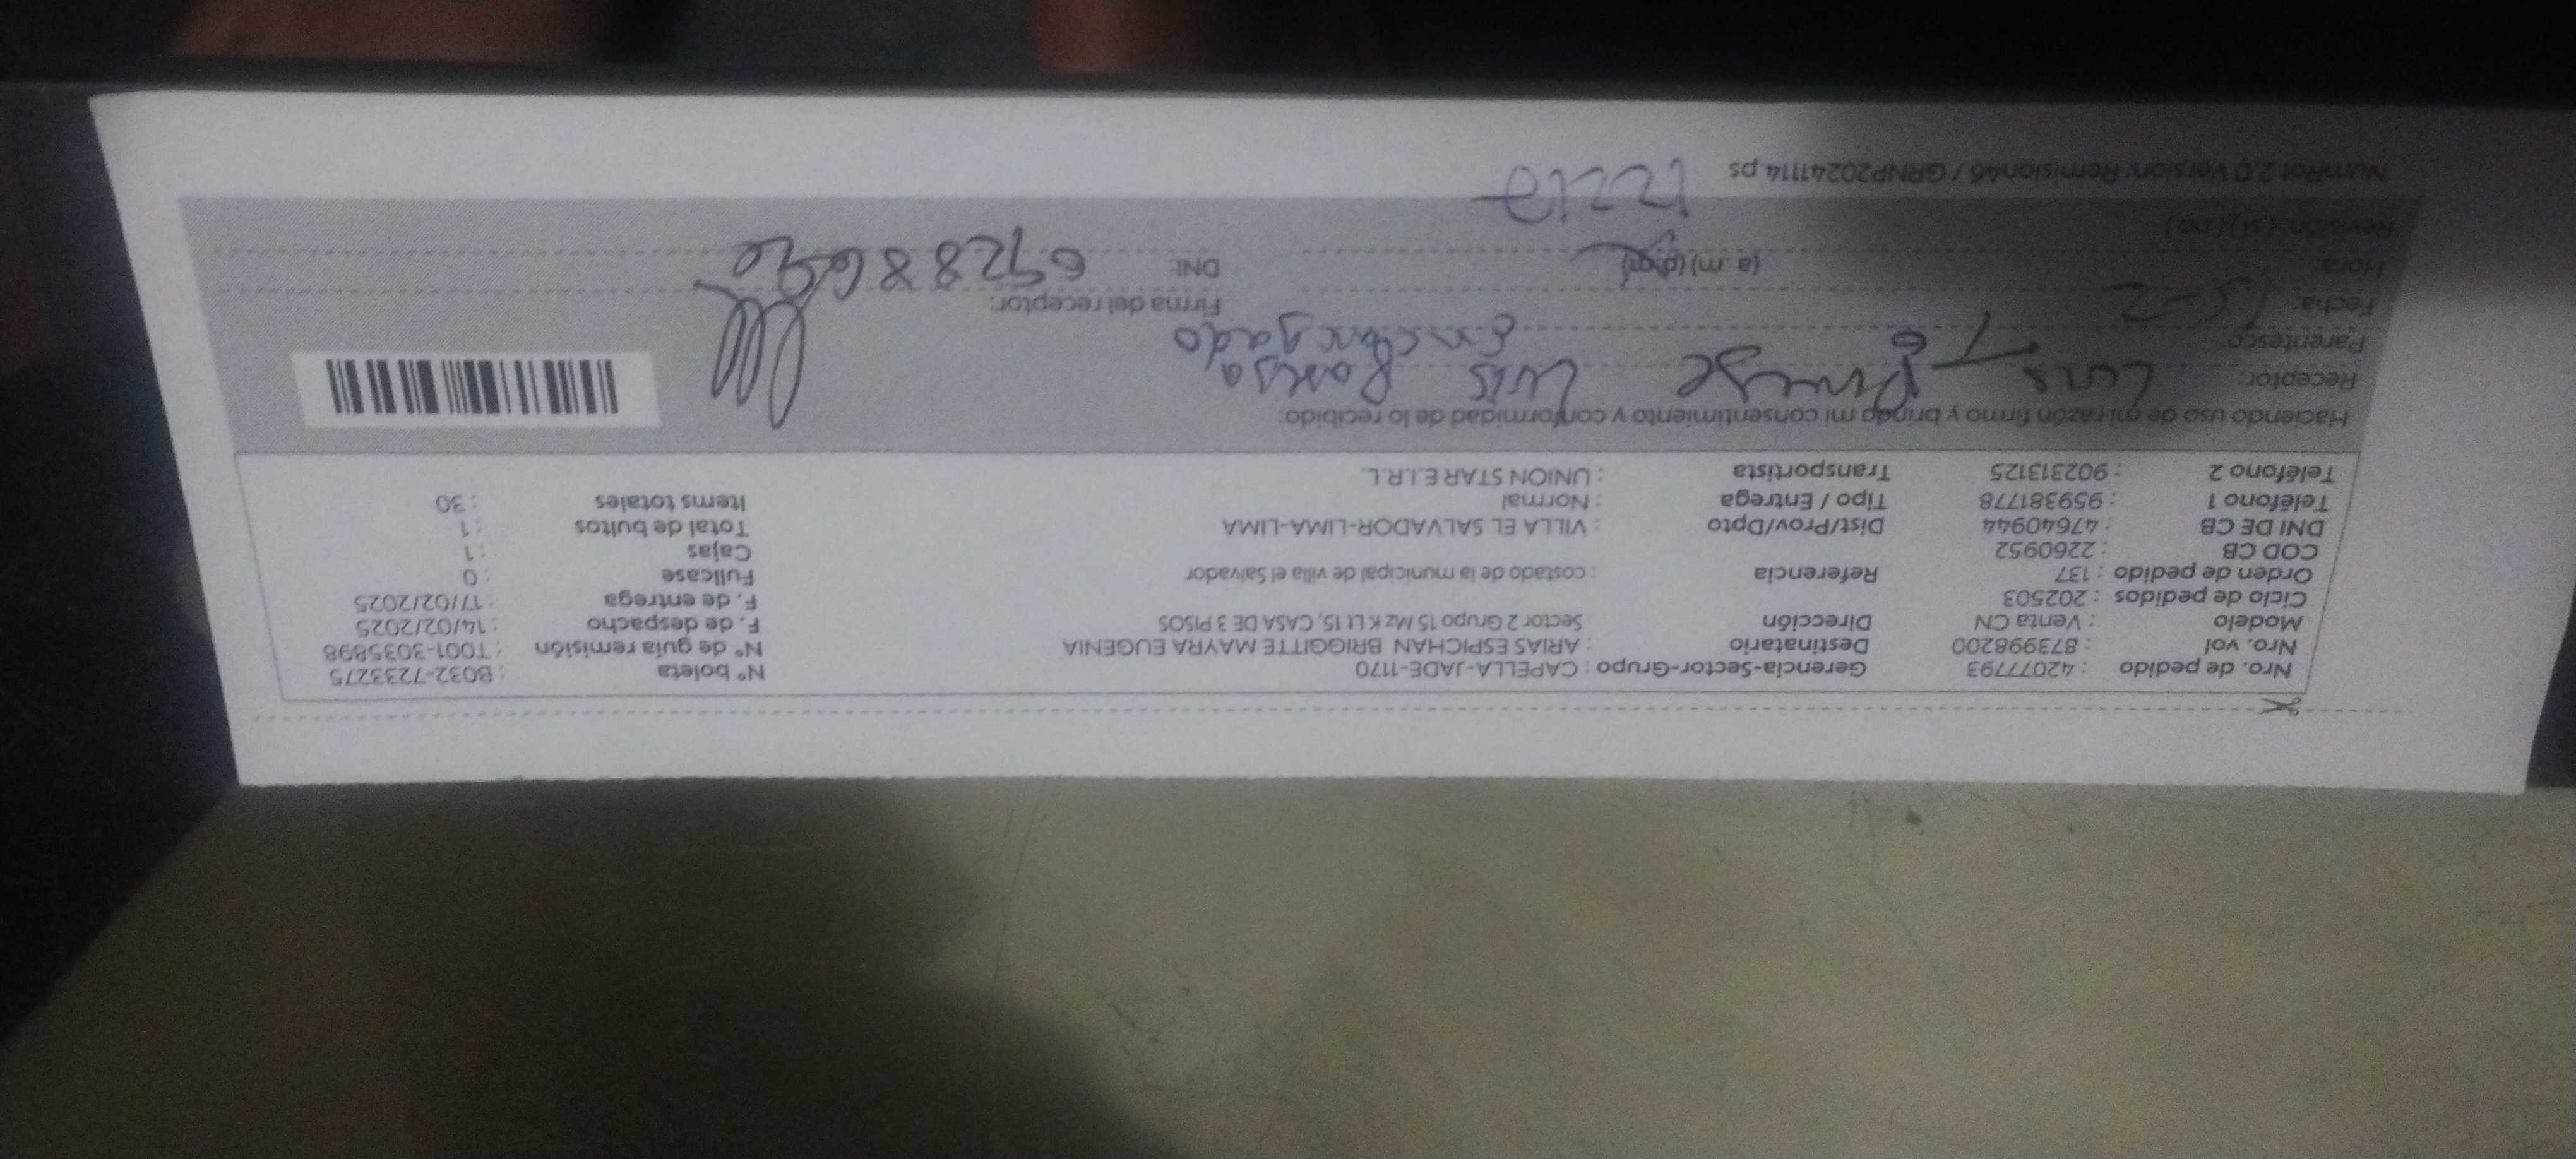 Nro. de pedido : 42077793 Gerencia-Sector-Grupo : CAPELLA-JADE-1170 N° boleta : B032-7233275
Nro. vol : 873998200 Destinatario : ARIAS ESPICHAN BRIGGITTE MAYRA EUGENIA N° de guía remisión : T001-3035898
Modelo : Venta CN Dirección Sector 2 Grupo 15 Mz K Lt 15, CASA DE 3 PISOS F. de despacho : 14/02/2025
Ciclo de pedidos : 202503 F. de entrega : 17/02/2025
Orden de pedido : 137 Referencia : costado de la municipal de villa el Salvador Fullcase : 0
COD CB : 2260952 Cajas : 1
DNI DE CB : 47640944 Dist/Prov/Dpto : VILLA EL SALVADOR-LIMA-LIMA Total de bultos : 1
Teléfono 1 : 959381778 Tipo / Entrega : Normal Items totales : 30
Teléfono 2 : 902313125 Transportista : UNION STAR E.I.R.L.
Haciendo uso de mi razón firmo y brindo mi consentimiento y conformidad de lo recibido:
Receptor: Luis Luis
Parentesco: Encargado
Fecha: 15-2 Firma del receptor:
Hora: (a.m) (p.m) DNI:
Revisión: (si) (no)
NumRot 2.0 Version: Remision46 / GRNP20241114.ps